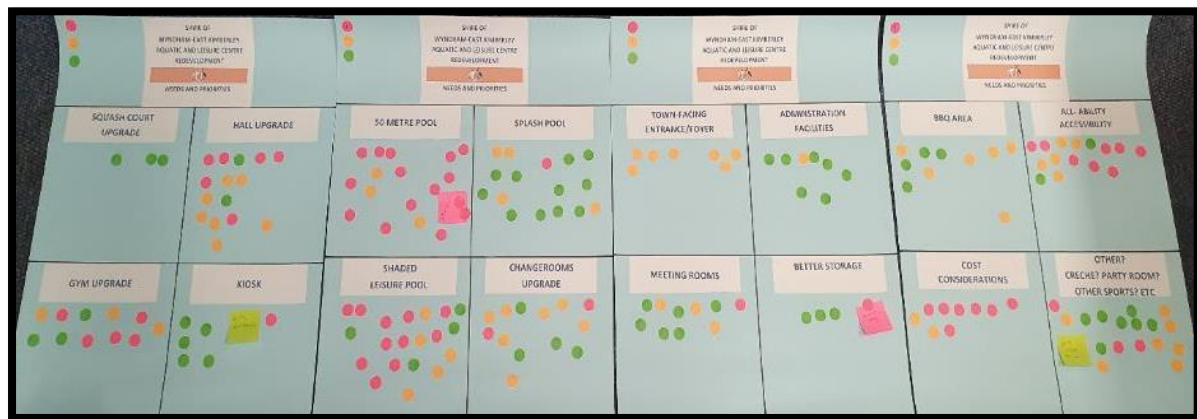 SHIRE OF
WYNDHAM-EAST KIMBERLEY
AQUATIC AND LEISURE CENTRE
REDEVELOPMENT
NEEDS AND PRIORITIES
SHIRE OF
WYNDHAM-EAST KIMBERLEY
AQUATIC AND LEISURE CENTRE
REDEVELOPMENT
NEEDS AND PRIORITIES
SHIRE OF
WYNDHAM-EAST KIMBERLEY
AQUATIC AND LEISURE CENTRE
REDEVELOPMENT
NEEDS AND PRIORITIES
SHIRE OF
WYNDHAM-EAST KIMBERLEY
AQUATIC AND LEISURE CENTRE
REDEVELOPMENT
NEEDS AND PRIORITIES
SQUASH COURT
UPGRADE
HALL UPGRADE
50 METRE POOL
SPLASH POOL
TOWN-FACING
ENTRANCE/FOYER
ADMINISTRATION
FACILITIES
BBQ AREA
ALL- ABILITY
ACCESSIBILITY
GYM UPGRADE
KIOSK
SHADED
LEISURE POOL
CHANGEROOMS
UPGRADE
MEETING ROOMS
BETTER STORAGE
COST
CONSIDERATIONS
OTHER?
CRECHE? PARTY ROOM?
OTHER SPORTS? ETC